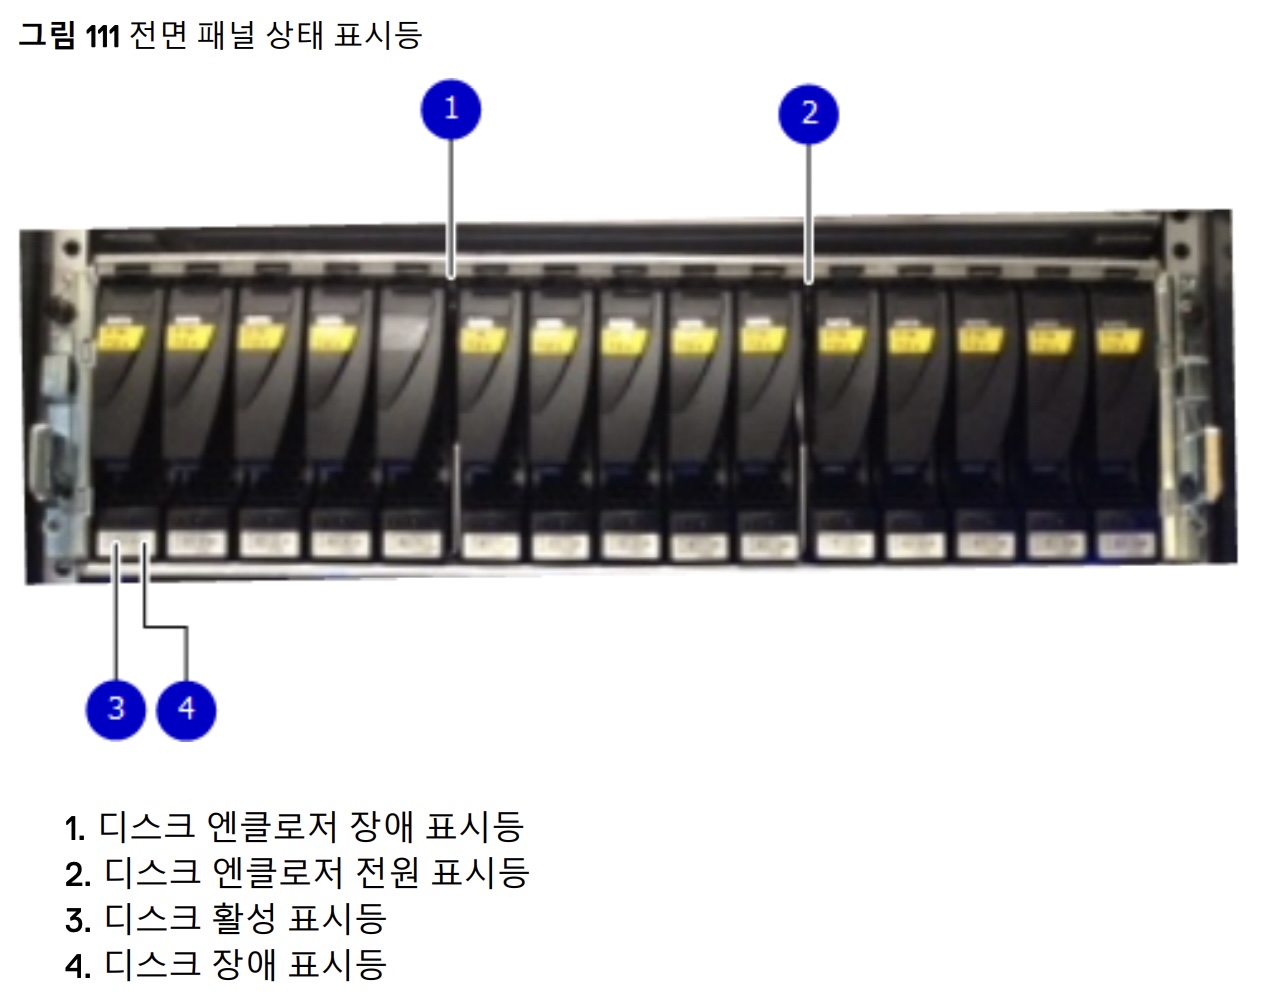 그림 111 전면 패널 상태 표시등
1
2
3
4
1. 디스크 엔클로저 장애 표시등
2. 디스크 엔클로저 전원 표시등
3. 디스크 활성 표시등
4. 디스크 장애 표시등